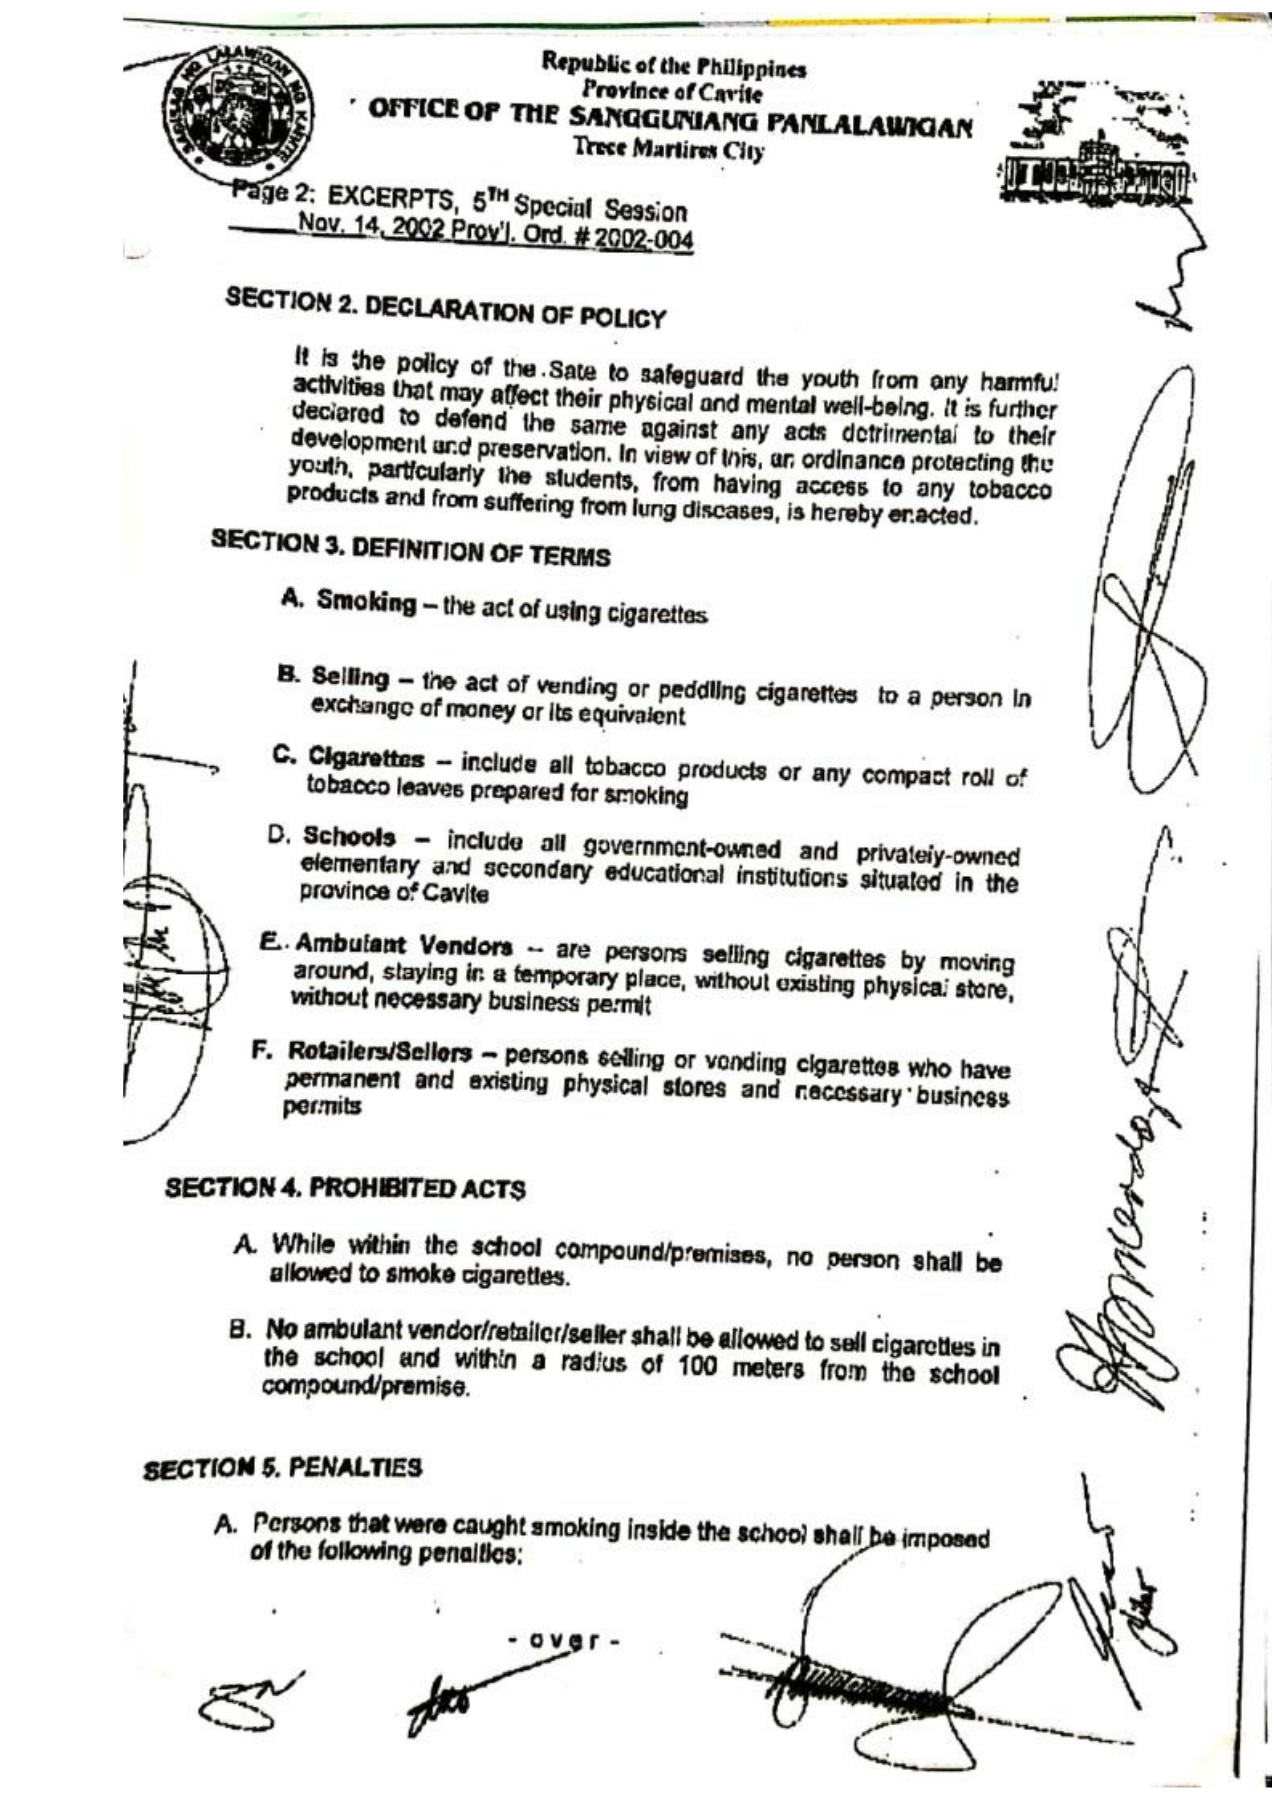 Republic of the Philippines
Province of Cavite
OFFICE OF THE SANGGUNIANG PANLALAWIGAN
Trece Martires City
Page 2: EXCERPTS, 5TH Special Session
Nov. 14, 2002 Prov'l. Ord. # 2002-004
SECTION 2. DECLARATION OF POLICY
It is the policy of the Sate to safeguard the youth from any harmful
activities that may affect their physical and mental well-being. It is further
declared to defend the same against any acts detrimental to their
development and preservation. In view of this, an ordinance protecting the
youth, particularly the students, from having access to any tobacco
products and from suffering from lung diseases, is hereby enacted.
SECTION 3. DEFINITION OF TERMS
A. Smoking – the act of using cigarettes
B. Selling – the act of vending or peddling cigarettes to a person in
exchange of money or its equivalent
C. Cigarettes – include all tobacco products or any compact roll of
tobacco leaves prepared for smoking
D. Schools – include all government-owned and privately-owned
elementary and secondary educational institutions situated in the
province of Cavite
E. Ambulant Vendors – are persons selling cigarettes by moving
around, staying in a temporary place, without existing physical store,
without necessary business permit
F. Retailers/Sellers – persons selling or vending cigarettes who have
permanent and existing physical stores and necessary business
permits
SECTION 4. PROHIBITED ACTS
A. While within the school compound/premises, no person shall be
allowed to smoke cigarettes.
B. No ambulant vendor/retailer/seller shall be allowed to sell cigarettes in
the school and within a radius of 100 meters from the school
compound/premise.
SECTION 5. PENALTIES
A. Persons that were caught smoking inside the school shall be imposed
of the following penalties:
- over -